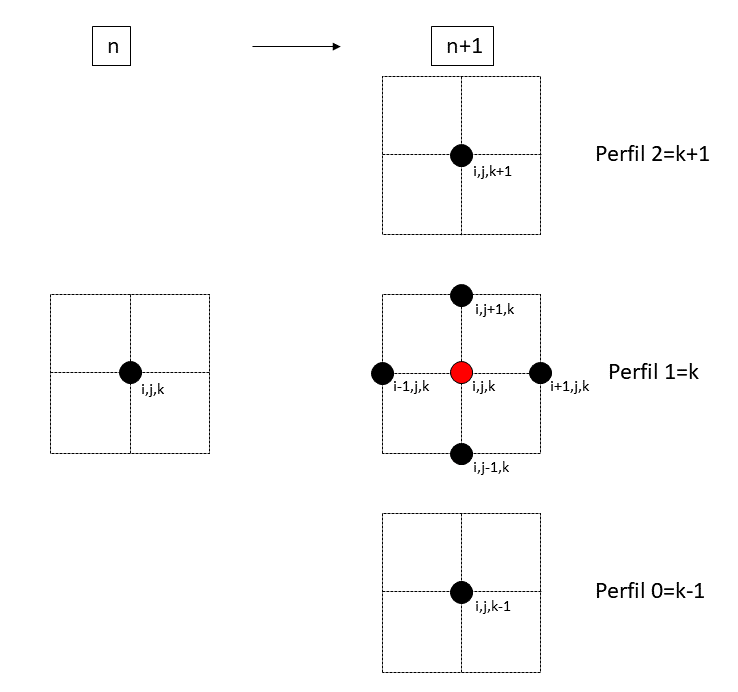 n
n+1
i,j,k+1
Perfil 2=k+1
i,j+1,k
i,j,k
i-1,j,k
i,j,k
i+1,j,k
Perfil 1=k
i,j-1,k
i,j,k-1
Perfil 0=k-1